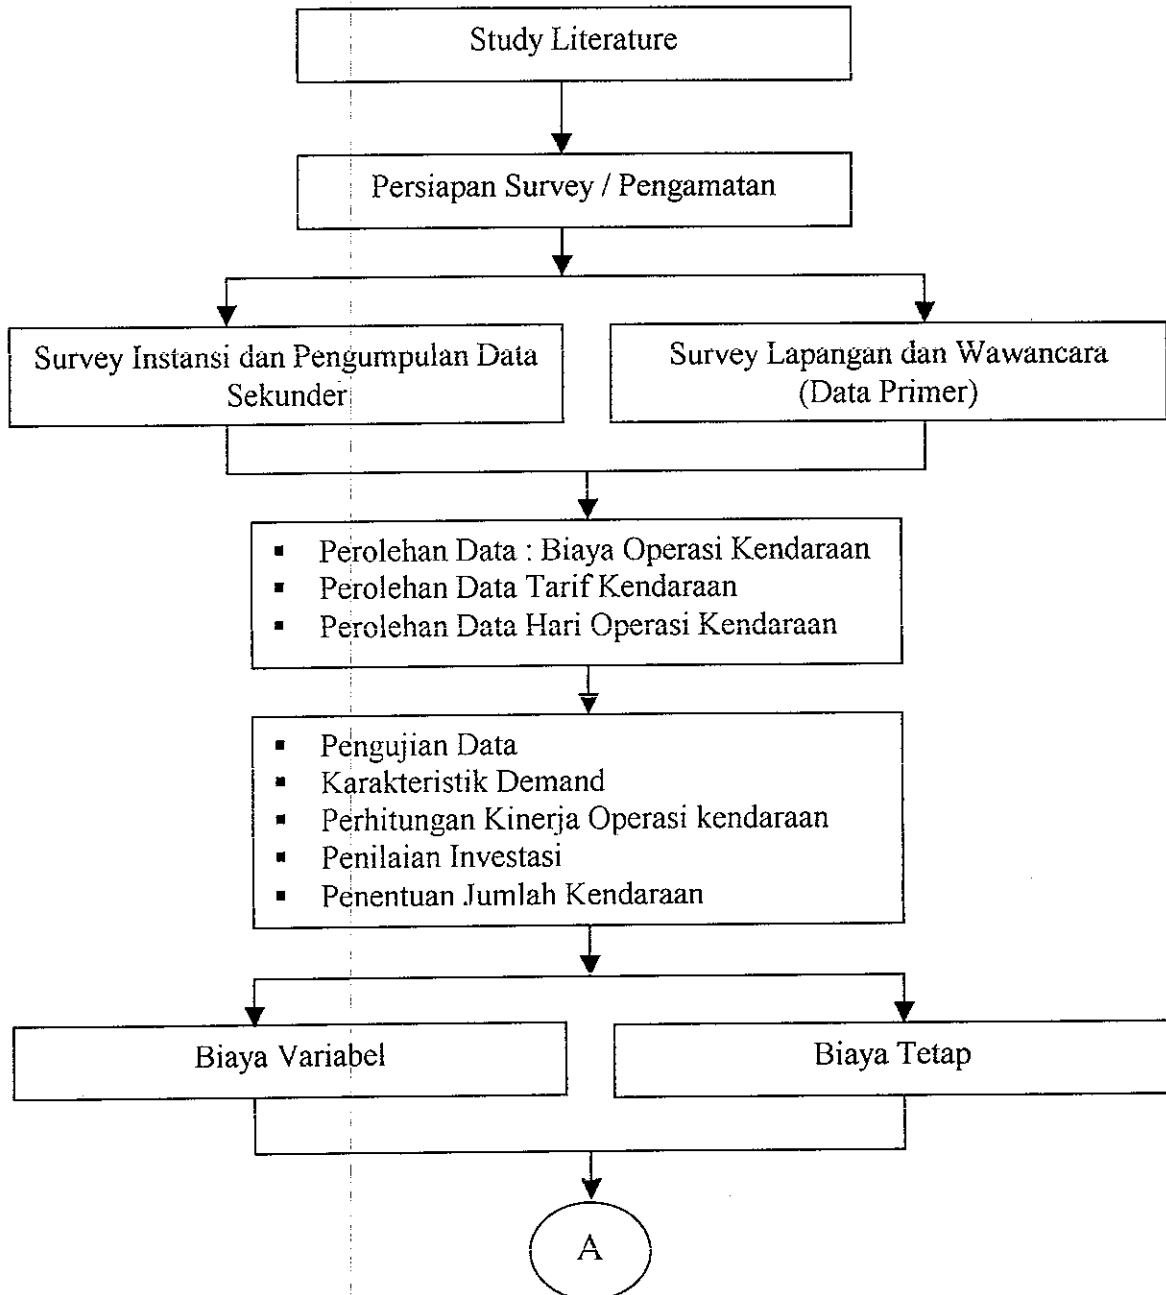 Study Literature
Persiapan Survey / Pengamatan
Survey Instansi dan Pengumpulan Data
Sekunder
Survey Lapangan dan Wawancara
(Data Primer)
▪ Perolehan Data : Biaya Operasi Kendaraan
▪ Perolehan Data Tarif Kendaraan
▪ Perolehan Data Hari Operasi Kendaraan
▪ Pengujian Data
▪ Karakteristik Demand
▪ Perhitungan Kinerja Operasi kendaraan
▪ Penilaian Investasi
▪ Penentuan Jumlah Kendaraan
Biaya Variabel
Biaya Tetap
A